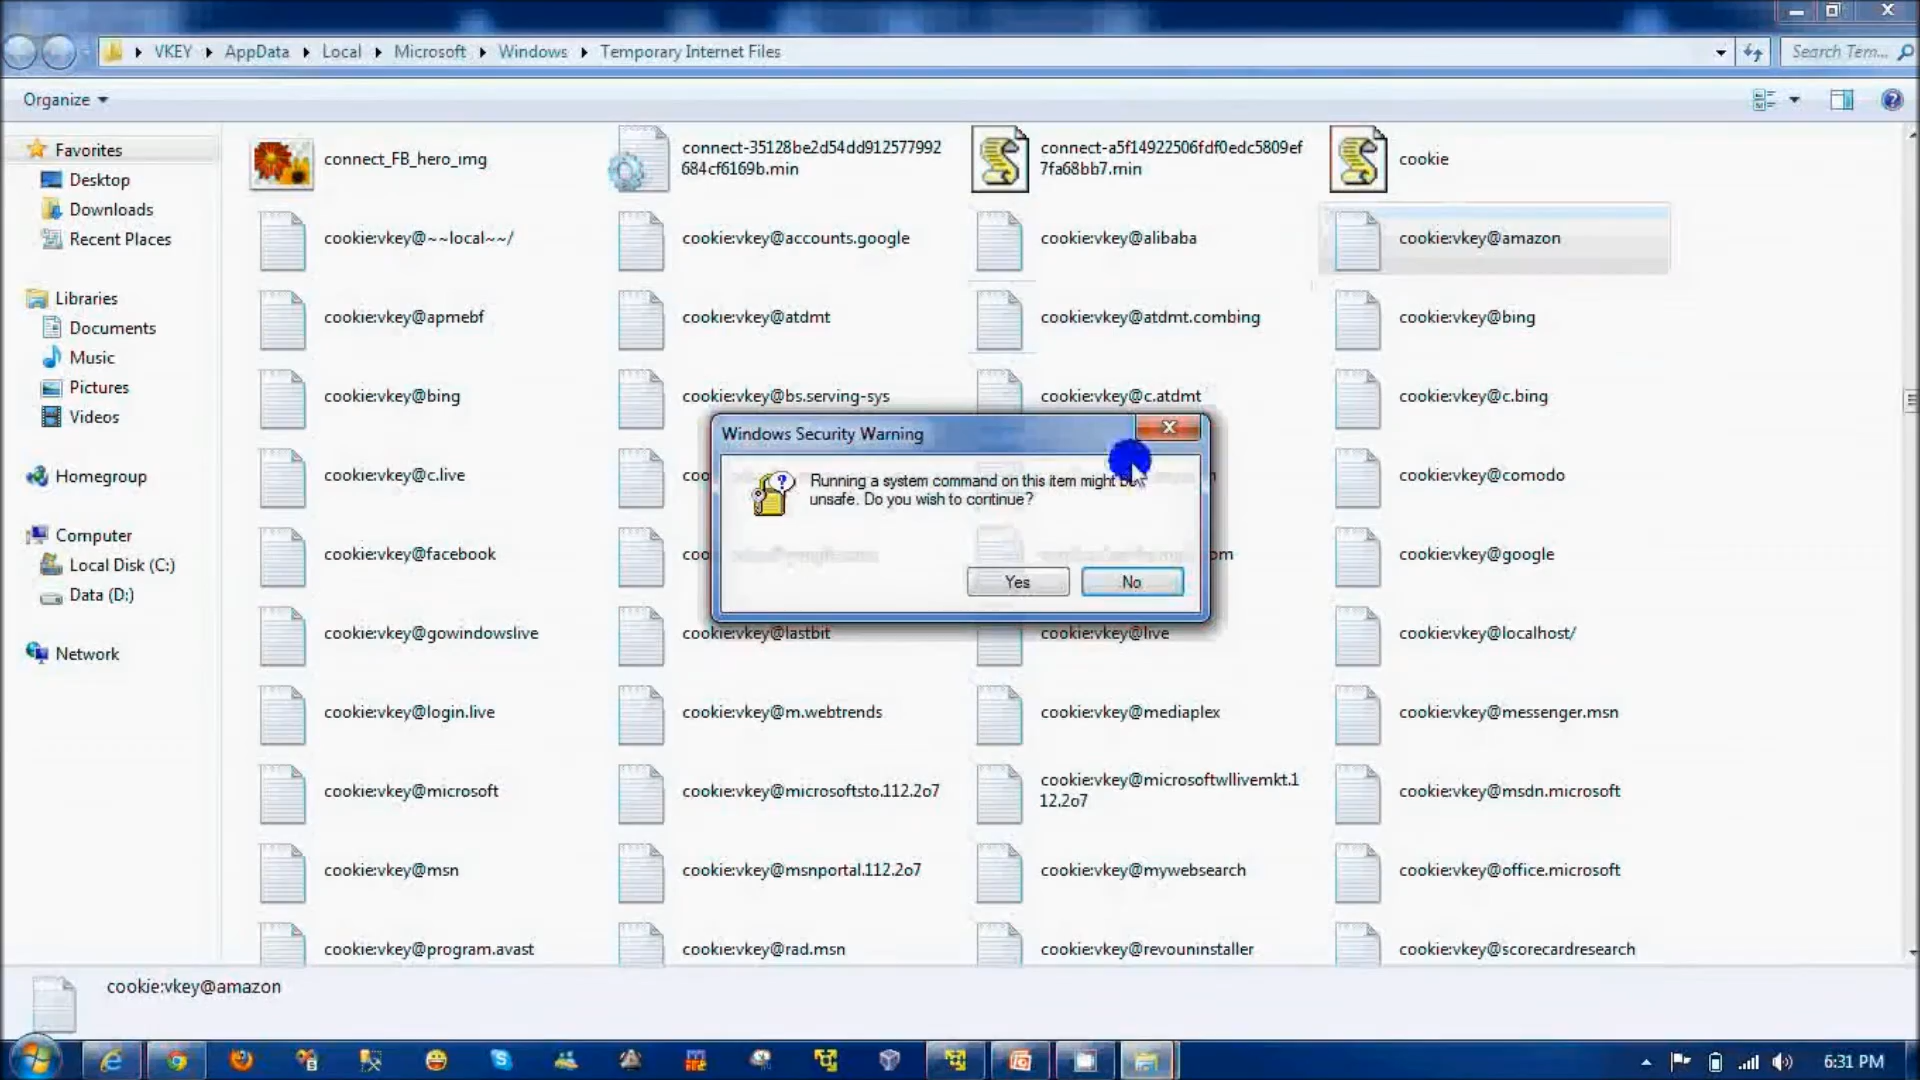 VKEY AppData Local Microsoft Windows Temporary Internet Files
Search Tem...
Organize
Favorites
Desktop
Downloads
Recent Places
Libraries
Documents
Music
Pictures
Videos
Homegroup
Computer
Local Disk (C:)
Data (D:)
Network
connect_FB_hero_img
connect-35128be2d54dd912577992
684cf6169b.min
connect-a5f14922506fdf0edc5809ef
7fa68bb7.min
cookie
cookie:vkey@~~local~~/
cookie:vkey@accounts.google
cookie:vkey@alibaba
cookie:vkey@amazon
cookie:vkey@apmebf
cookie:vkey@atdmt
cookie:vkey@atdmt.combing
cookie:vkey@bing
cookie:vkey@bing
cookie:vkey@bs.serving-sys
cookie:vkey@c.atdmt
cookie:vkey@c.bing
cookie:vkey@c.live
cookie:vkey@comodo
cookie:vkey@facebook
cookie:vkey@google
cookie:vkey@gowindowslive
cookie:vkey@lastbit
cookie:vkey@live
cookie:vkey@localhost/
cookie:vkey@login.live
cookie:vkey@m.webtrends
cookie:vkey@mediaplex
cookie:vkey@messenger.msn
cookie:vkey@microsoft
cookie:vkey@microsoftsto.112.2o7
cookie:vkey@microsoftwllivemkt.1
12.2o7
cookie:vkey@msdn.microsoft
cookie:vkey@msn
cookie:vkey@msnportal.112.2o7
cookie:vkey@mywebsearch
cookie:vkey@office.microsoft
cookie:vkey@program.avast
cookie:vkey@rad.msn
cookie:vkey@revouninstaller
cookie:vkey@scorecardresearch
Windows Security Warning
Running a system command on this item might be
unsafe. Do you wish to continue?
Yes
No
cookie:vkey@amazon
6:31 PM